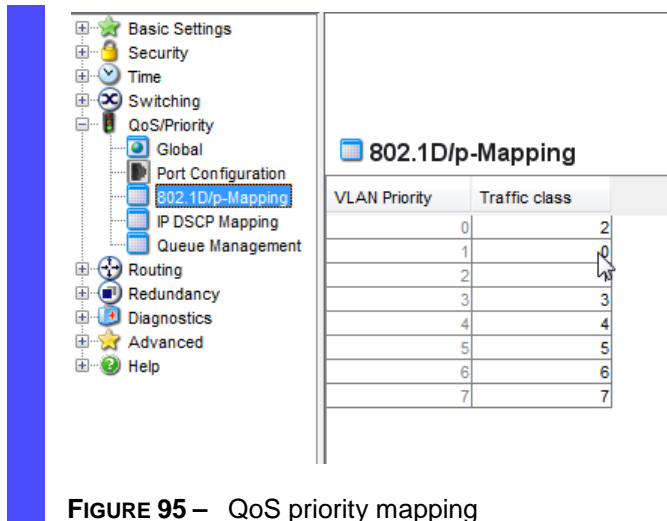 Basic Settings
Security
Time
Switching
QoS/Priority
Global
Port Configuration
802.1D/p-Mapping
IP DSCP Mapping
Queue Management
Routing
Redundancy
Diagnostics
Advanced
Help
802.1D/p-Mapping
VLAN Priority Traffic class
0 2
1 0
2
3 3
4 4
5 5
6 6
7 7
FIGURE 95 – QoS priority mapping